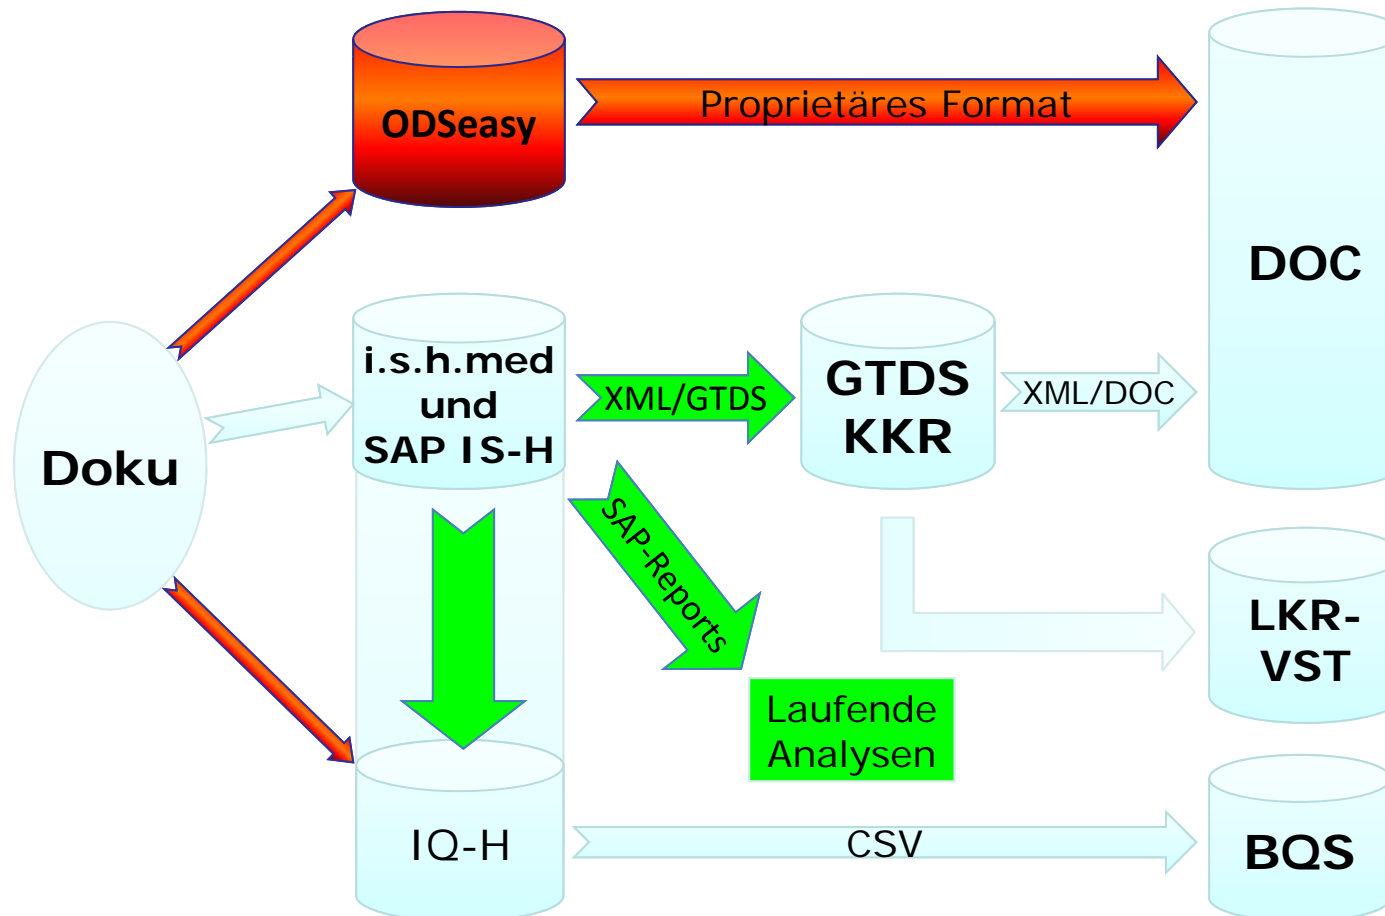 ODSeasy
Proprietäres Format
DOC
Doku
i.s.h.med
und
SAP IS-H
XML/GTDS
GTDS
KKR
XML/DOC
SAP-Reports
Laufende
Analysen
LKR-
VST
IQ-H
CSV
BQS